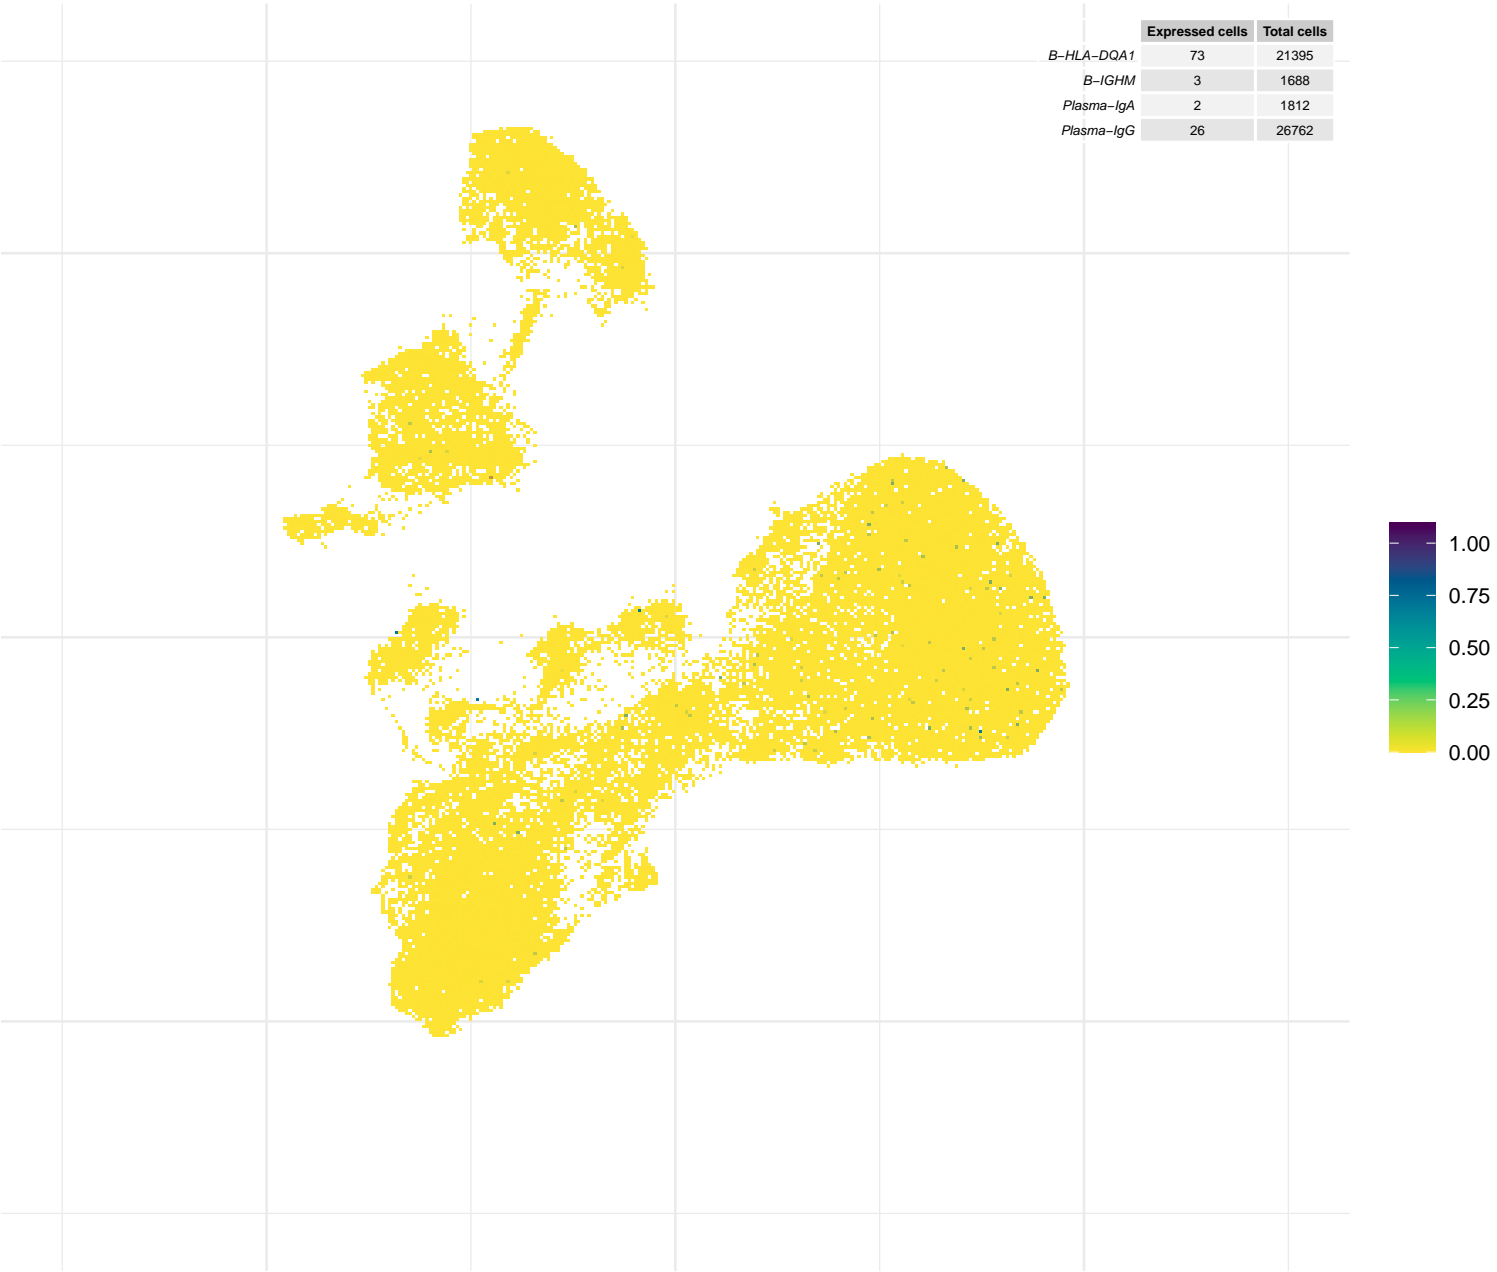 Expressed cells Total cells
B−HLA−DQA1 73 21395
B−IGHM 3 1688
Plasma−IgA 2 1812
Plasma−IgG 26 26762
1.00
0.75
0.50
0.25
0.00